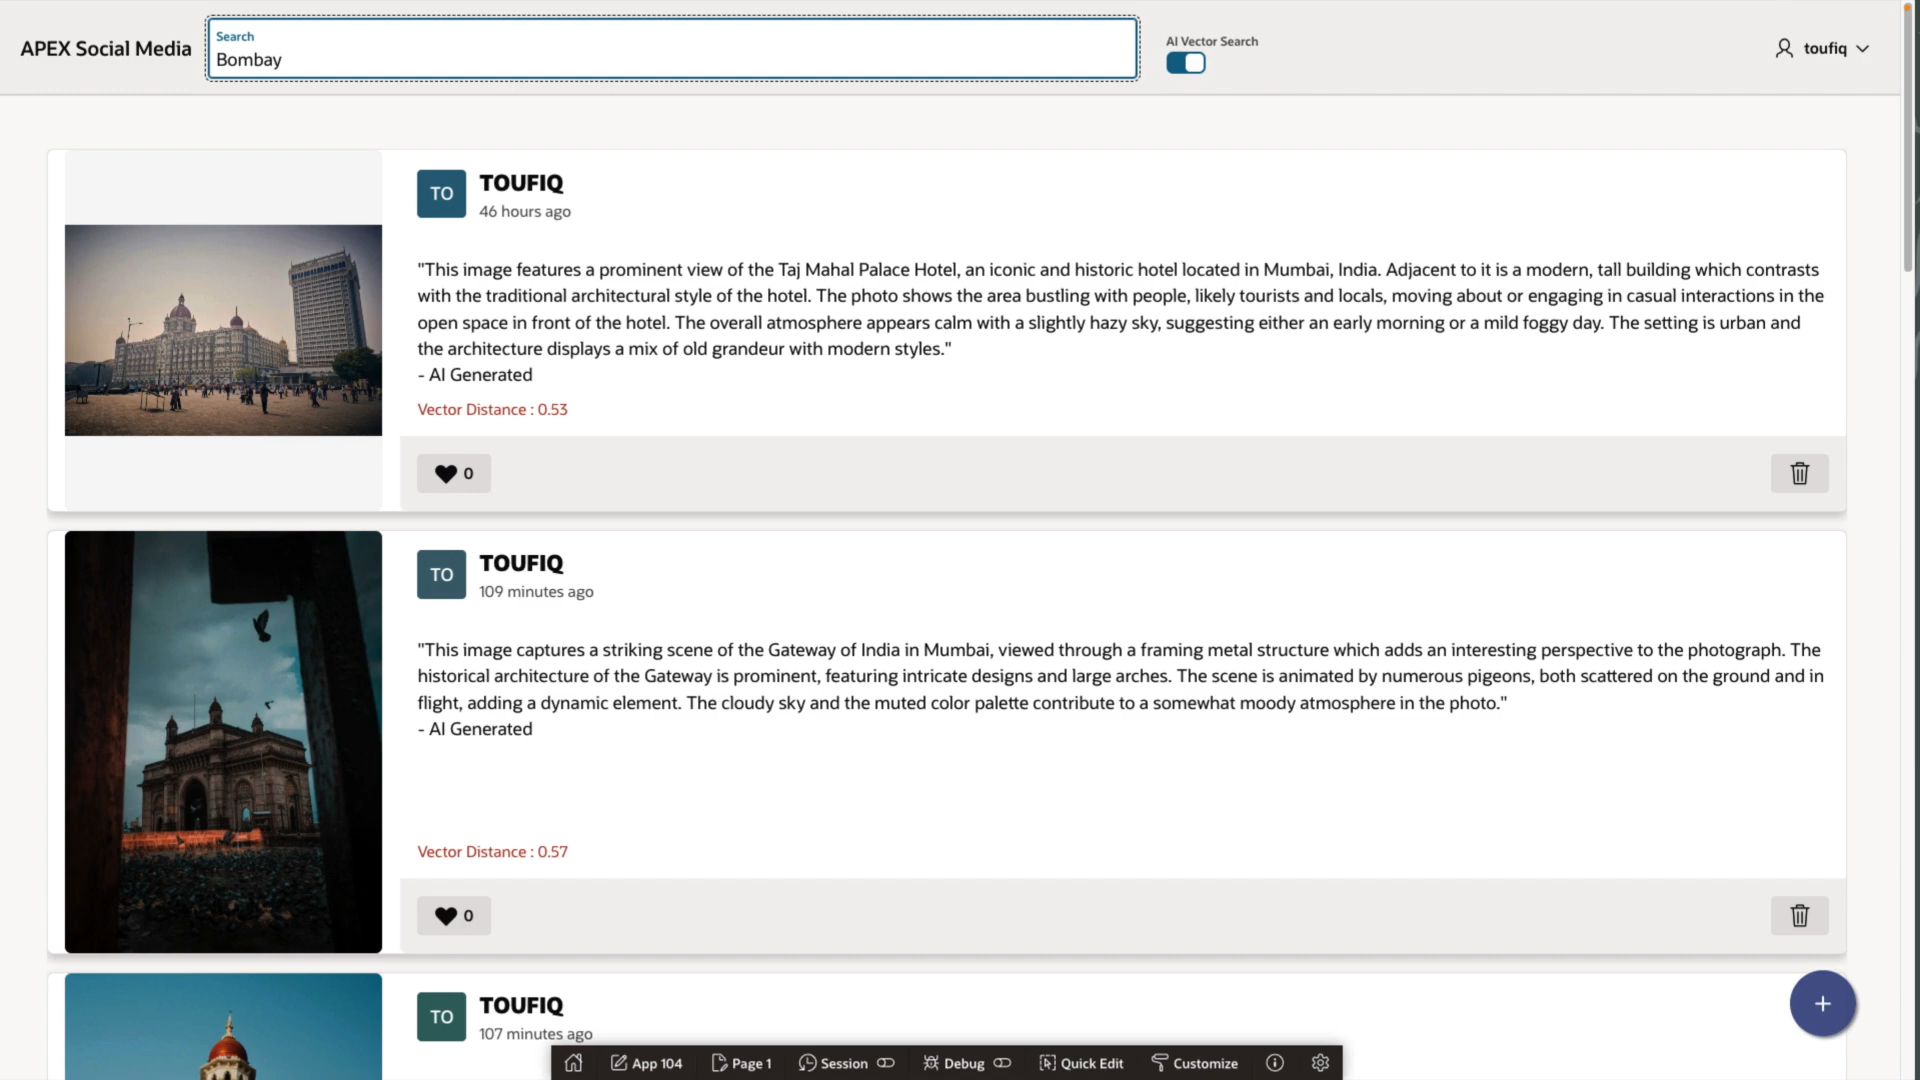 APEX Social Media
Search
Bombay
AI Vector Search
toufiq
TO
TOUFIQ
46 hours ago
"This image features a prominent view of the Taj Mahal Palace Hotel, an iconic and historic hotel located in Mumbai, India. Adjacent to it is a modern, tall building which contrasts
with the traditional architectural style of the hotel. The photo shows the area bustling with people, likely tourists and locals, moving about or engaging in casual interactions in the
open space in front of the hotel. The overall atmosphere appears calm with a slightly hazy sky, suggesting either an early morning or a mild foggy day. The setting is urban and
the architecture displays a mix of old grandeur with modern styles."
- AI Generated
Vector Distance : 0.53
0
TO
TOUFIQ
109 minutes ago
"This image captures a striking scene of the Gateway of India in Mumbai, viewed through a framing metal structure which adds an interesting perspective to the photograph. The
historical architecture of the Gateway is prominent, featuring intricate designs and large arches. The scene is animated by numerous pigeons, both scattered on the ground and in
flight, adding a dynamic element. The cloudy sky and the muted color palette contribute to a somewhat moody atmosphere in the photo."
- AI Generated
Vector Distance : 0.57
0
TO
TOUFIQ
107 minutes ago
App 104
Page 1
Session
Debug
Quick Edit
Customize